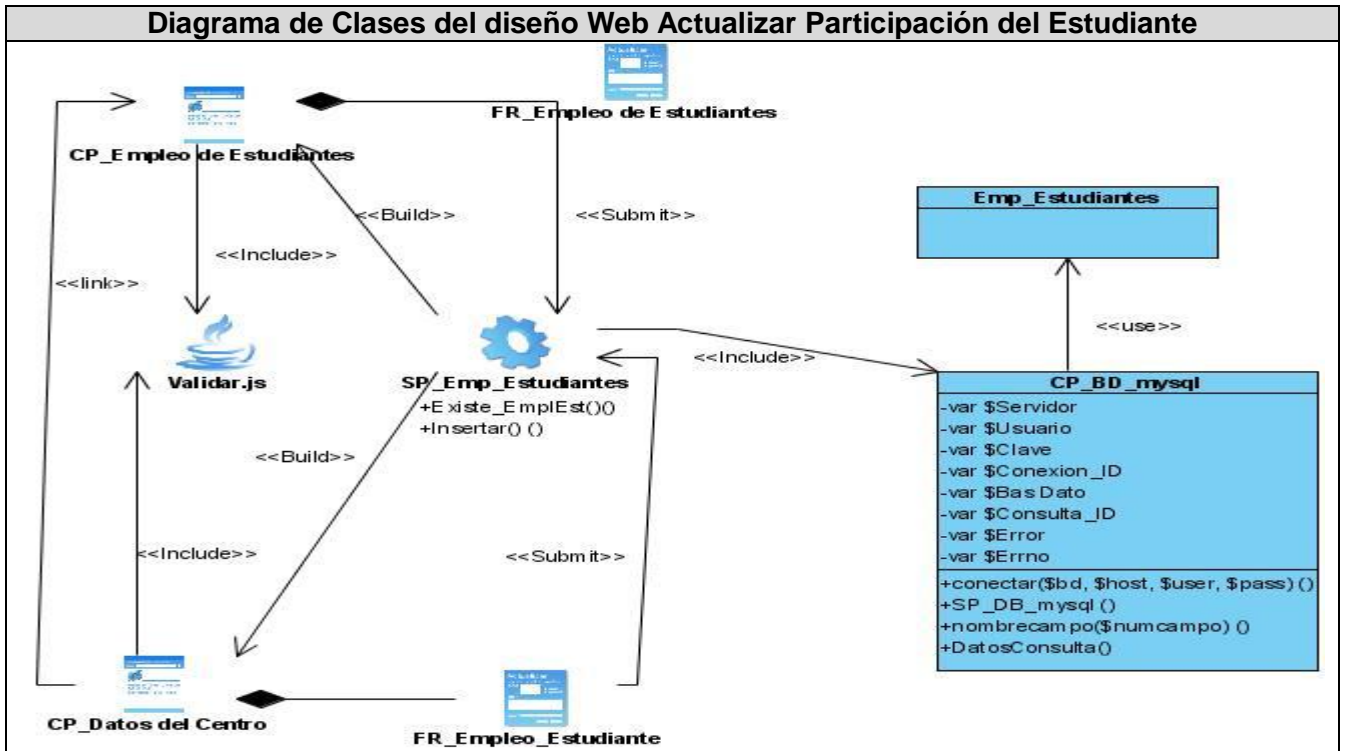 Diagrama de Clases del diseño Web Actualizar Participación del Estudiante
FR_Empleo de Estudiantes
CP_Empleo de Estudiantes
<<Build>>
<<Submit>>
<<Include>>
<<link>>
Emp_Estudiantes
<<use>>
<<Include>>
Validar.js
SP_Emp_Estudiantes
+Existe_EmplEst()()
+Insertar() ()
CP_BD_mysql
-var $Servidor
-var $Usuario
-var $Clave
-var $Conexion_ID
-var $BasDato
-var $Consulta_ID
-var $Error
-var $Errno
+conectar($bd, $host, $user, $pass) ()
+SP_DB_mysql ()
+nombrecampo($numcampo) ()
+DatosConsulta()
<<Build>>
<<Include>>
<<Submit>>
CP_Datos del Centro
FR_Empleo_Estudiante